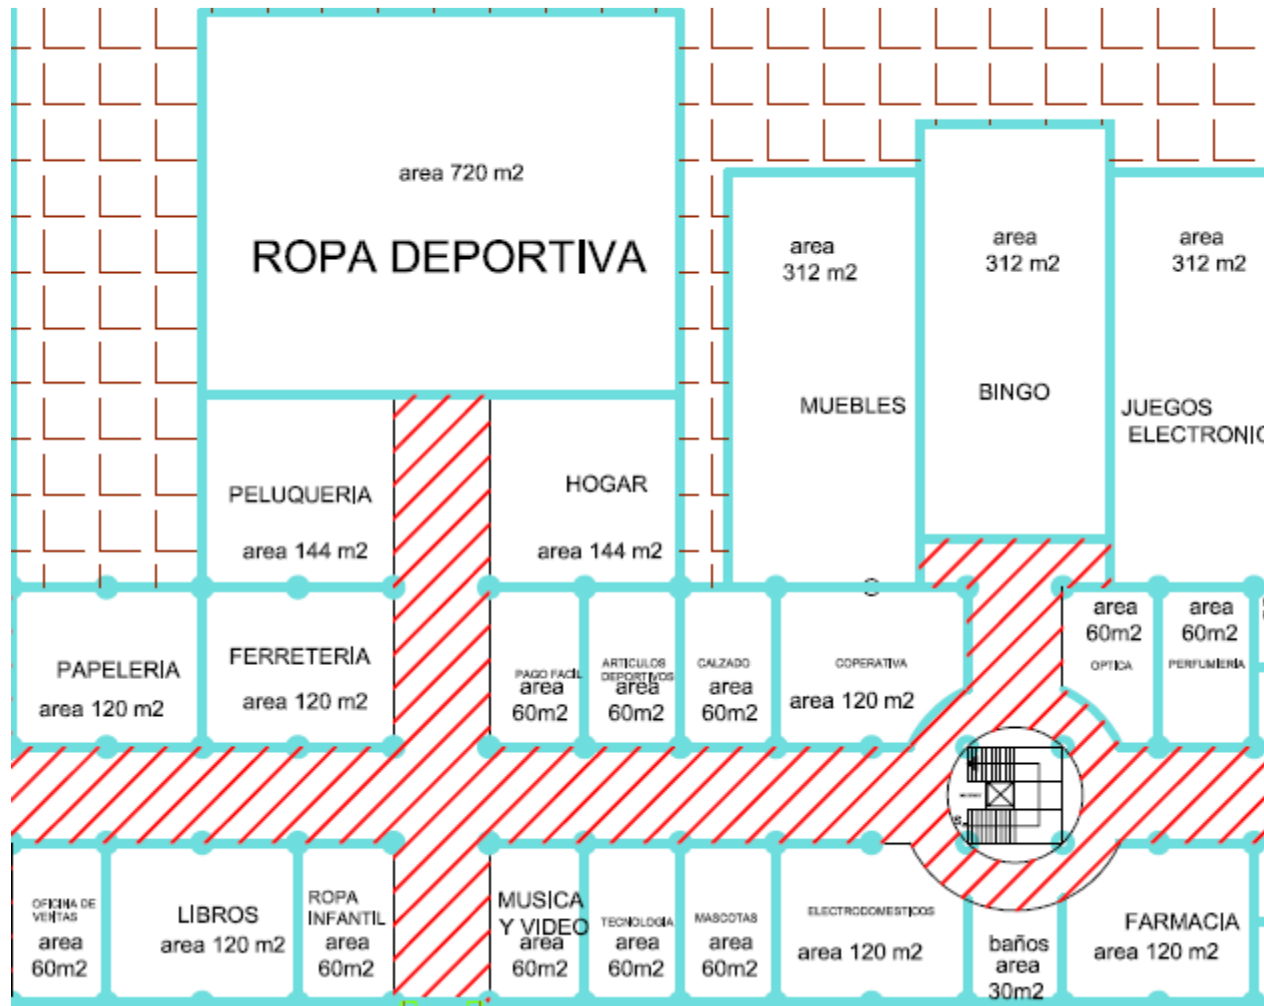 area 720 m2
ROPA DEPORTIVA
area
312 m2
MUEBLES
area
312 m2
BINGO
area
312 m2
JUEGOS
ELECTRONIC
PELUQUERIA
area 144 m2
HOGAR
area 144 m2
PAPELERIA
area 120 m2
FERRETERIA
area 120 m2
PAGO FACIL
area
60m2
ARTICULOS
DEPORTIVOS
area
60m2
CALZADO
area
60m2
COPERATIVA
area 120 m2
area
60m2
OPTICA
area
60m2
PERFUMIERIA
OFICINA DE
VENTAS
area
60m2
LIBROS
area 120 m2
ROPA
INFANTIL
area
60m2
MUSICA
Y VIDEO
area
60m2
TECNOLOGIA
area
60m2
MASCOTAS
area
60m2
ELECTRODOMESTICOS
area 120 m2
baños
area
30m2
FARMACIA
area 120 m2